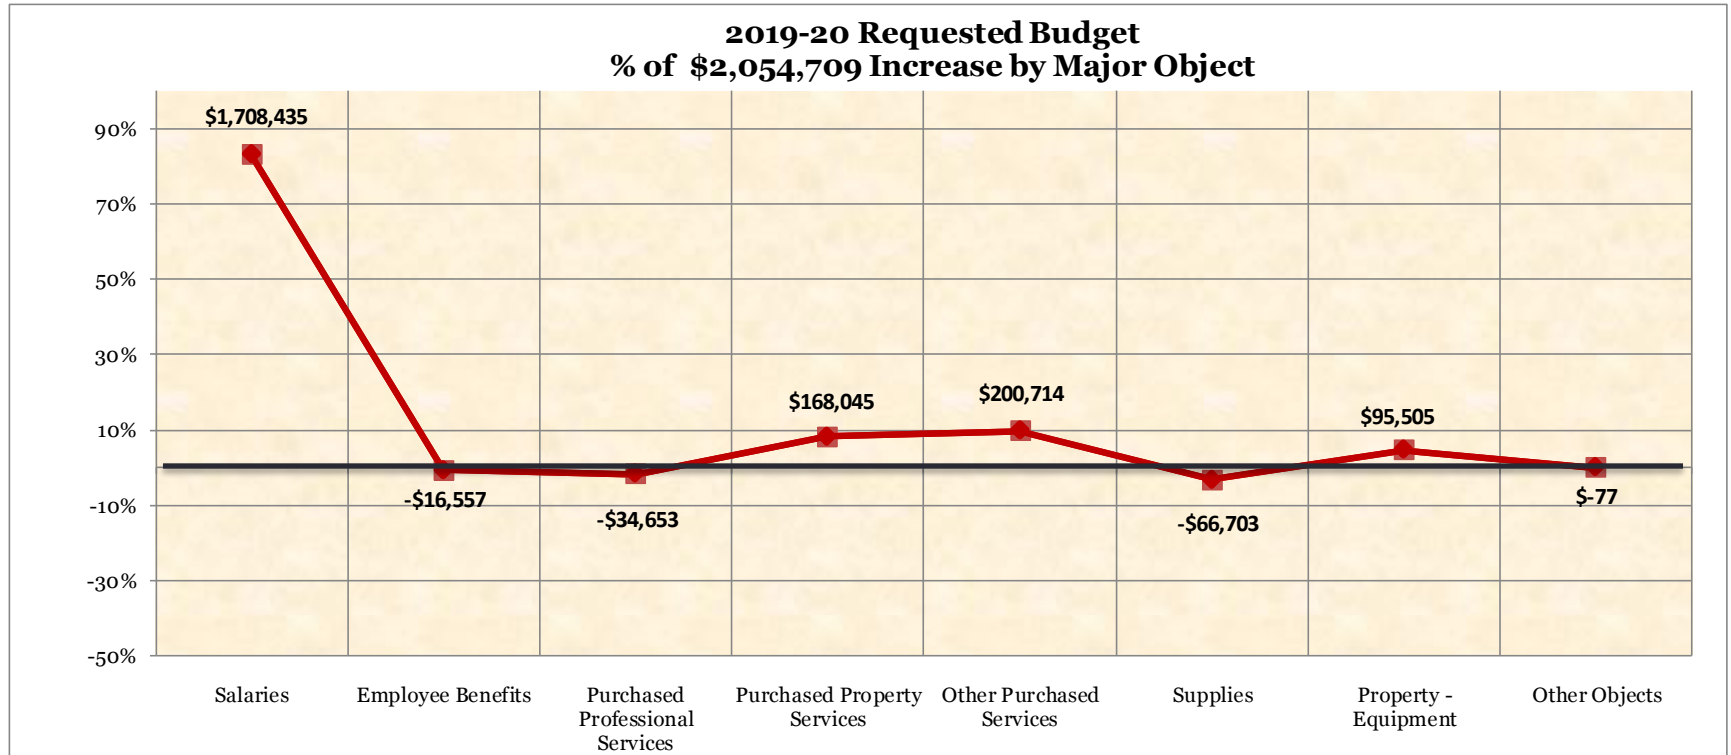 2019-20 Requested Budget
% of $2,054,709 Increase by Major Object
90%
70%
50%
30%
10%
-10%
-30%
-50%
$1,708,435
-$16,557
-$34,653
$168,045
$200,714
-$66,703
$95,505
$-77
Salaries
Employee Benefits
Purchased
Professional
Services
Purchased Property
Services
Other Purchased
Services
Supplies
Property -
Equipment
Other Objects